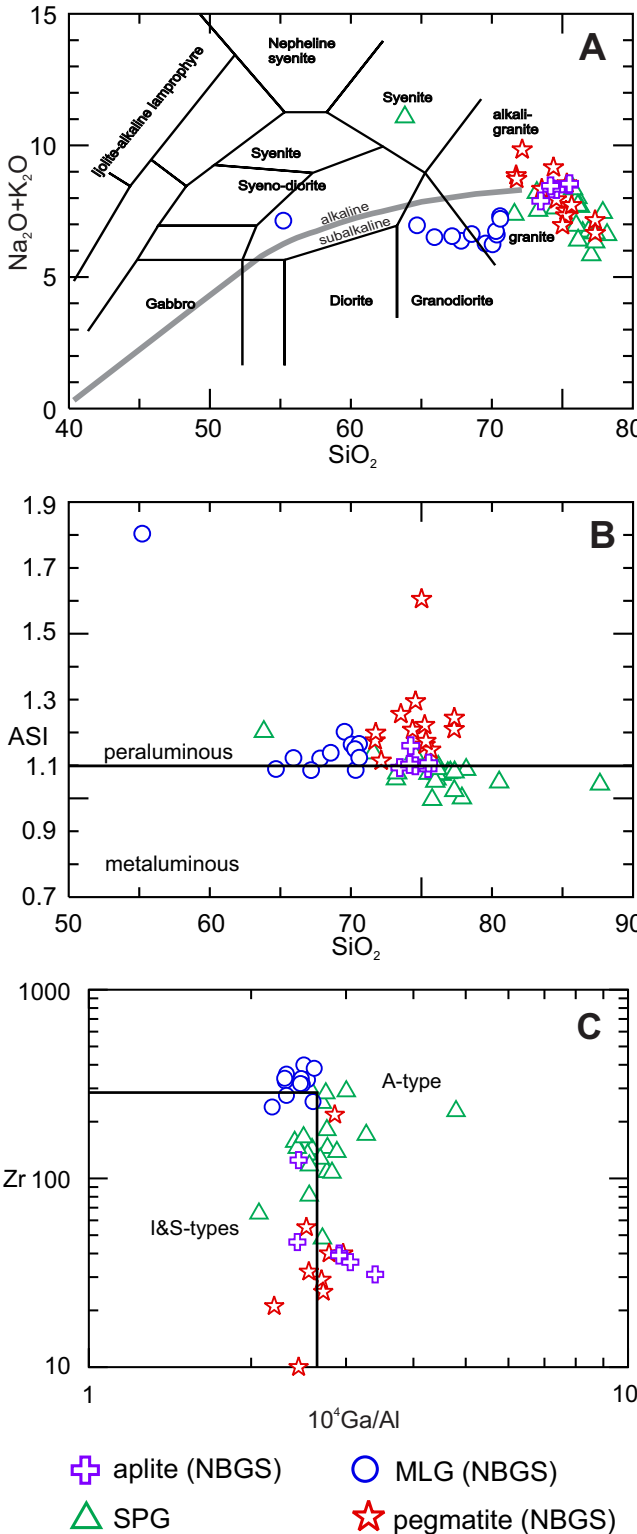 A
15
10
5
0
Na₂O+K₂O
40
50
60
70
80
SiO₂
Ijolite-alkaline lamprophyre
Nepheline
syenite
Syenite
alkali-
granite
Syenite
Syeno-diorite
alkaline
subalkaline
granite
Gabbro
Diorite
Granodiorite
B
1.9
1.7
1.5
1.3
1.1
0.9
0.7
ASI
peraluminous
metaluminous
50
60
70
80
90
SiO₂
C
1000
Zr 100
10
A-type
I&S-types
1
10
10⁴Ga/Al
aplite (NBGS)
MLG (NBGS)
SPG
pegmatite (NBGS)